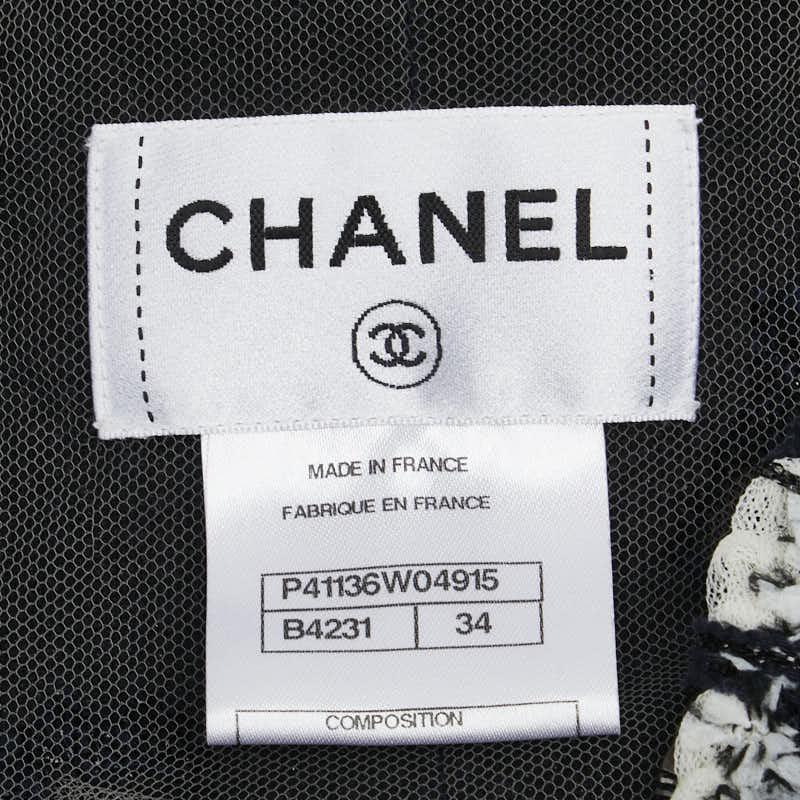 CHANEL
MADE IN FRANCE
FABRIQUE EN FRANCE
P41136W04915
B4231 34
COMPOSITION